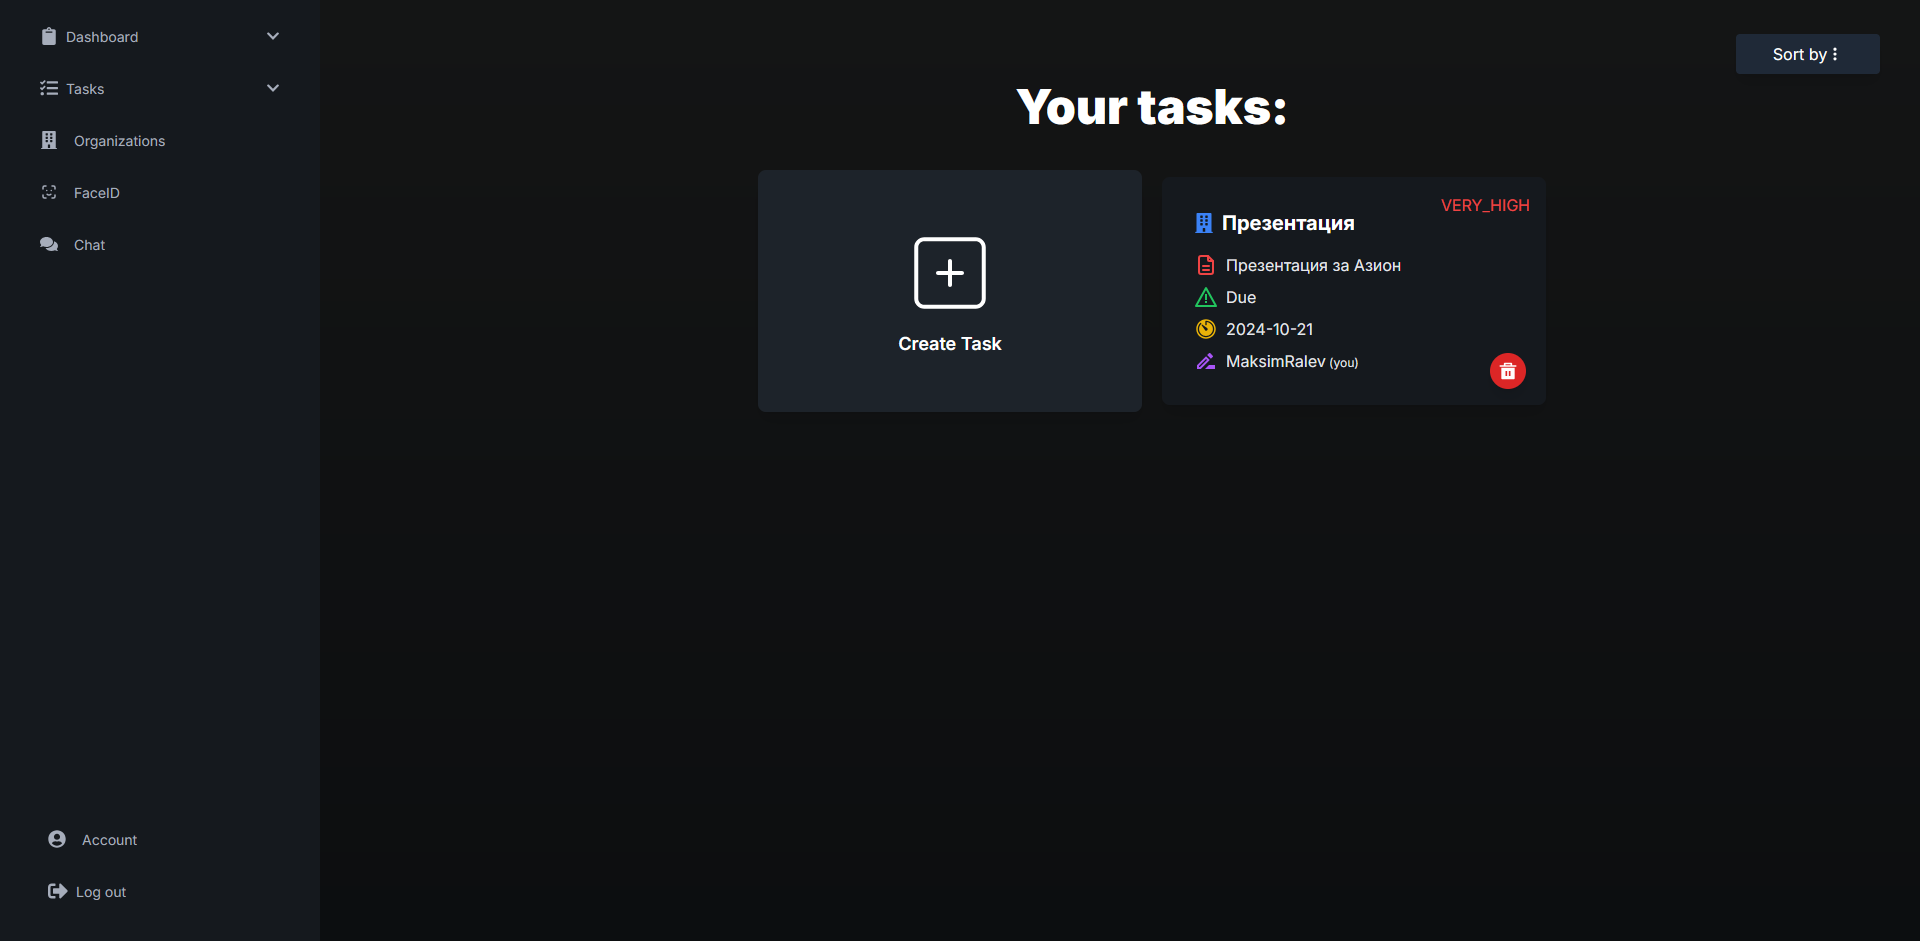 Dashboard
Tasks
Organizations
FaceID
Chat
Account
Log out
Sort by
Your tasks:
Create Task
VERY_HIGH
Презентация
Презентация за Азион
Due
2024-10-21
MaksimRalev (you)